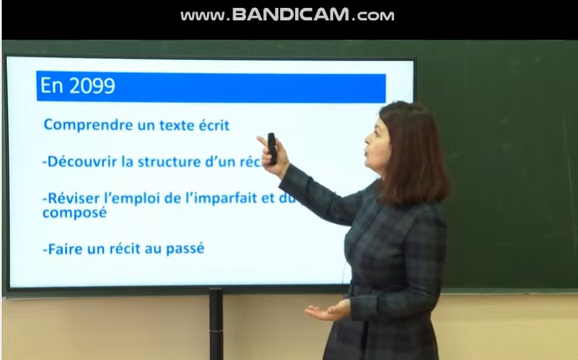 WWW.BANDICAM.COM
En 2099
Comprendre un texte écrit
-Découvrir la structure d'un
-Réviser l'emploi de l'imparfait et du
composé
-Faire un récit au passé